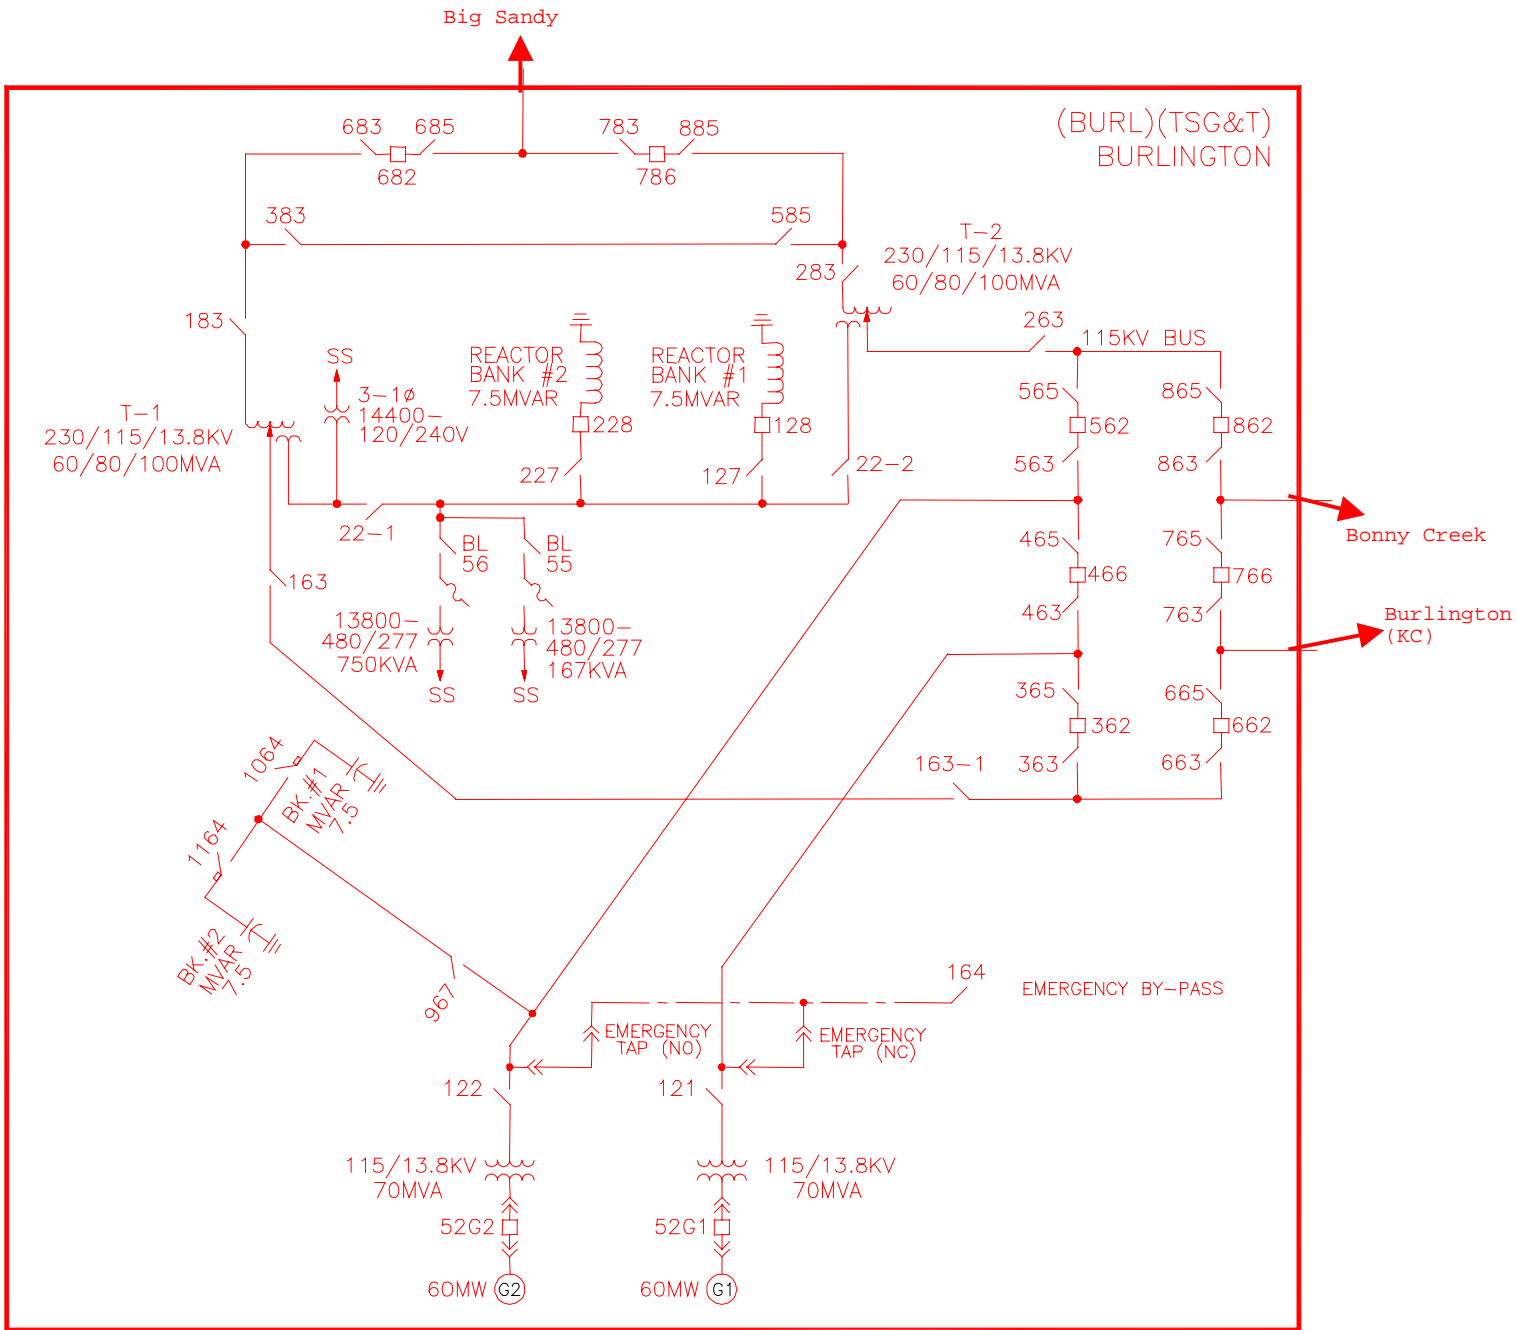 Big Sandy
(BURL)(TSG&T)
BURLINGTON
683
685
682
783
885
786
383
585
T-2
230/115/13.8KV
60/80/100MVA
283
183
263
115KV BUS
SS
3-1ø
14400-
120/240V
REACTOR
BANK #2
7.5MVAR
REACTOR
BANK #1
7.5MVAR
T-1
230/115/13.8KV
60/80/100MVA
228
128
227
127
22-2
22-1
565
562
563
865
862
863
Bonny Creek
BL
56
BL
55
163
13800-
480/277
750KVA
13800-
480/277
167KVA
SS
SS
465
466
463
765
766
763
Burlington
(KC)
365
362
363
665
662
663
163-1
1064
BK.#1
MVAR
7.5
1164
BK.#2
MVAR
7.5
967
164
EMERGENCY BY-PASS
EMERGENCY
TAP (NO)
EMERGENCY
TAP (NC)
122
121
115/13.8KV
70MVA
115/13.8KV
70MVA
52G2
52G1
60MW
G2
60MW
G1